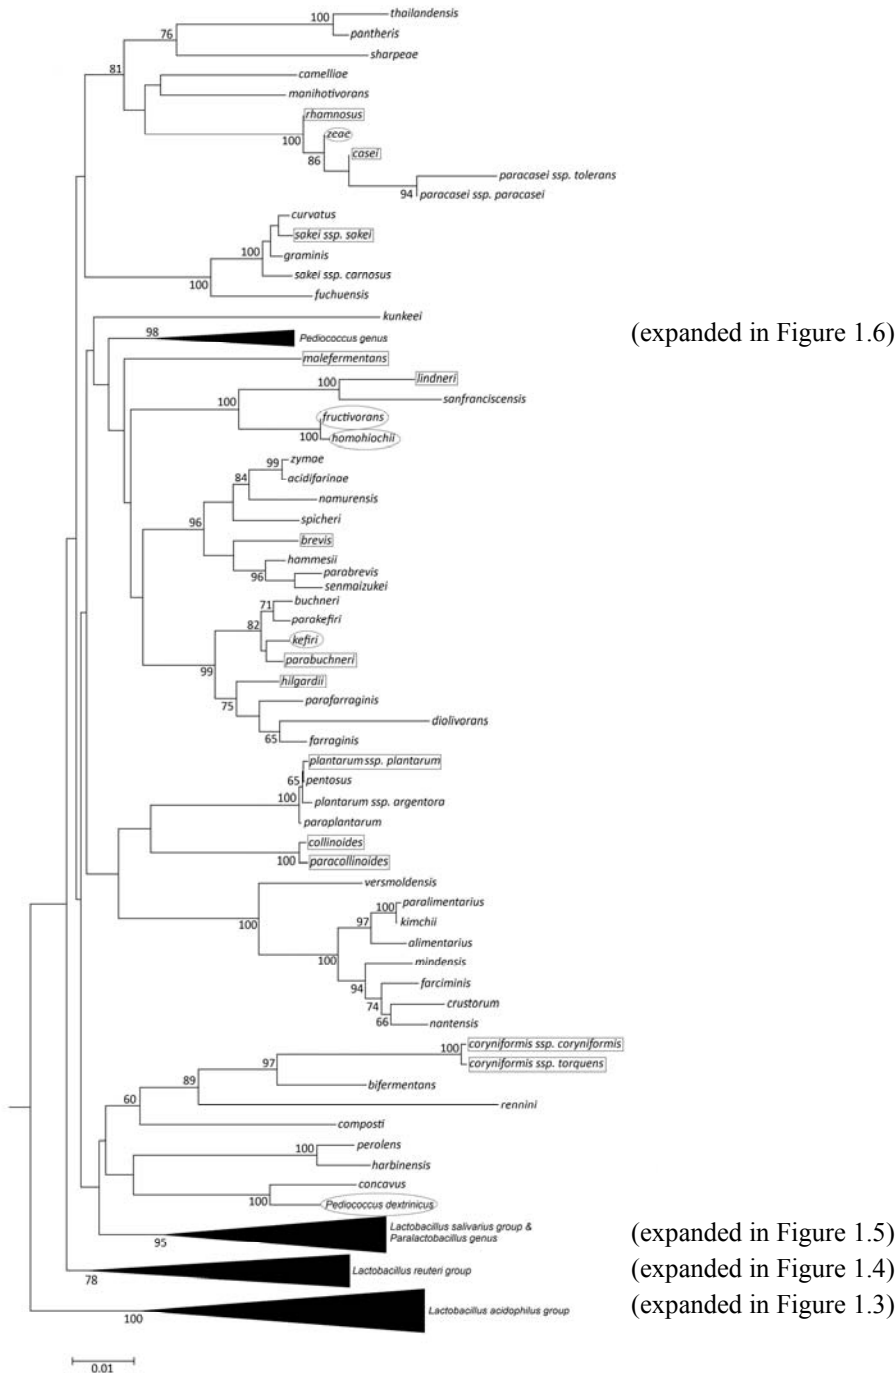 100
thailandensis
pantheris
76
sharpeae
81
camelliae
manihotivorans
rhamnosus
100
zeae
86
casei
paracasei ssp. tolerans
94
paracasei ssp. paracasei
curvatus
sakei ssp. sakei
100
graminis
sakei ssp. carnosus
100
fuchuensis
kunkeei
98
Pediococcus genus
(expanded in Figure 1.6)
malefermentans
lindneri
100
sanfranciscensis
100
fructivorans
100
homohiochii
zymae
99
acidifarinae
84
namurensis
spicheri
96
brevis
hammesii
96
parabrevis
senmaizukei
buchneri
71
parakefiri
82
kefiri
parabuchneri
99
hilgardii
75
parafarraginis
diolivorans
65
farraginis
plantarum ssp. plantarum
65
pentosus
100
plantarum ssp. argentora
paraplantarum
collinoides
100
paracollinoides
versmoldensis
100
paralimentarius
100
kimchii
97
alimentarius
100
mindensis
94
farciminis
74
crustorum
66
nantensis
coryniformis ssp. coryniformis
100
coryniformis ssp. torquens
97
bifermentans
89
rennini
60
composti
perolens
100
harbinensis
concavus
100
Pediococcus dextrinicus
Lactobacillus salivarius group &
Paralactobacillus genus
(expanded in Figure 1.5)
95
Lactobacillus reuteri group
(expanded in Figure 1.4)
78
Lactobacillus acidophilus group
(expanded in Figure 1.3)
100
0.01